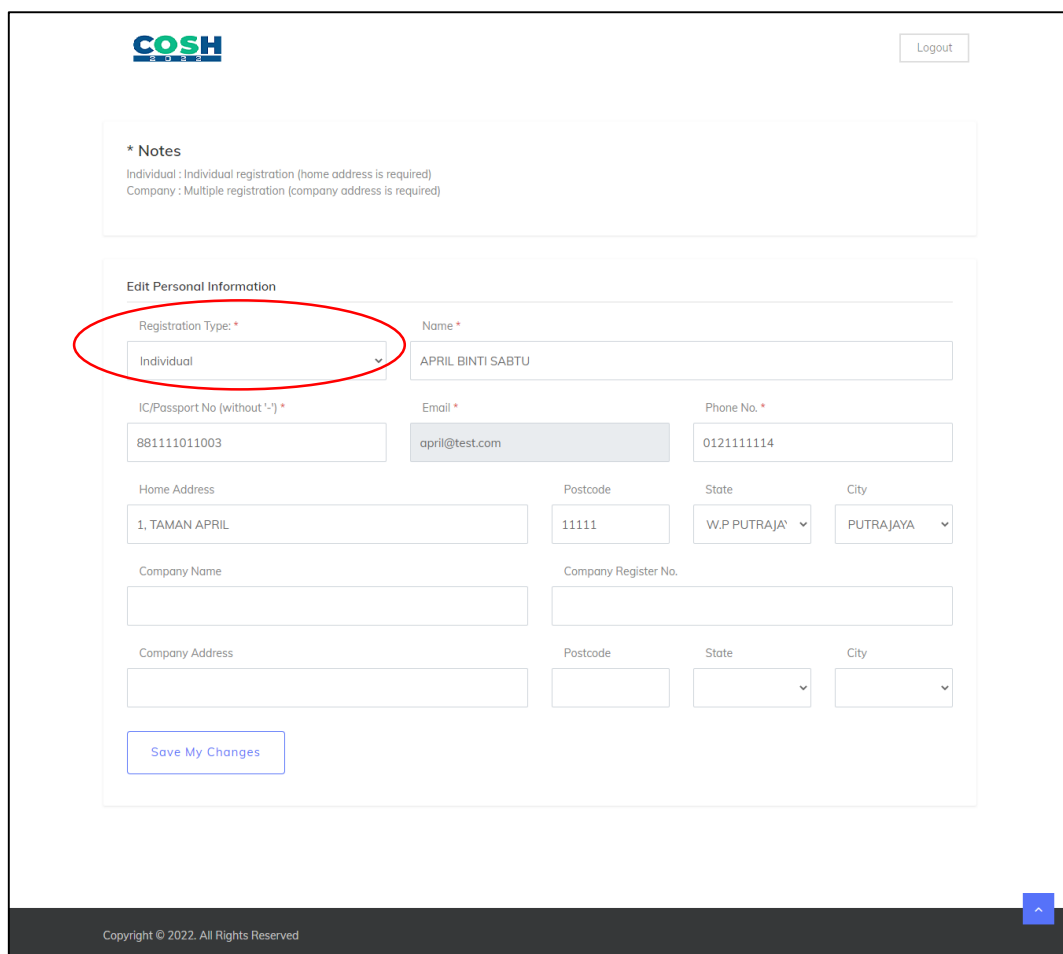 COSH
2022
Logout
* Notes
Individual : Individual registration (home address is required)
Company : Multiple registration (company address is required)
Edit Personal Information
Registration Type: * Name *
Individual APRIL BINTI SABTU
IC/Passport No (without '-') * Email * Phone No. *
881111011003 april@test.com 0121111114
Home Address Postcode State City
1, TAMAN APRIL 11111 W.P PUTRAJA PUTRAJAYA
Company Name Company Register No.
Company Address Postcode State City
Save My Changes
Copyright © 2022. All Rights Reserved